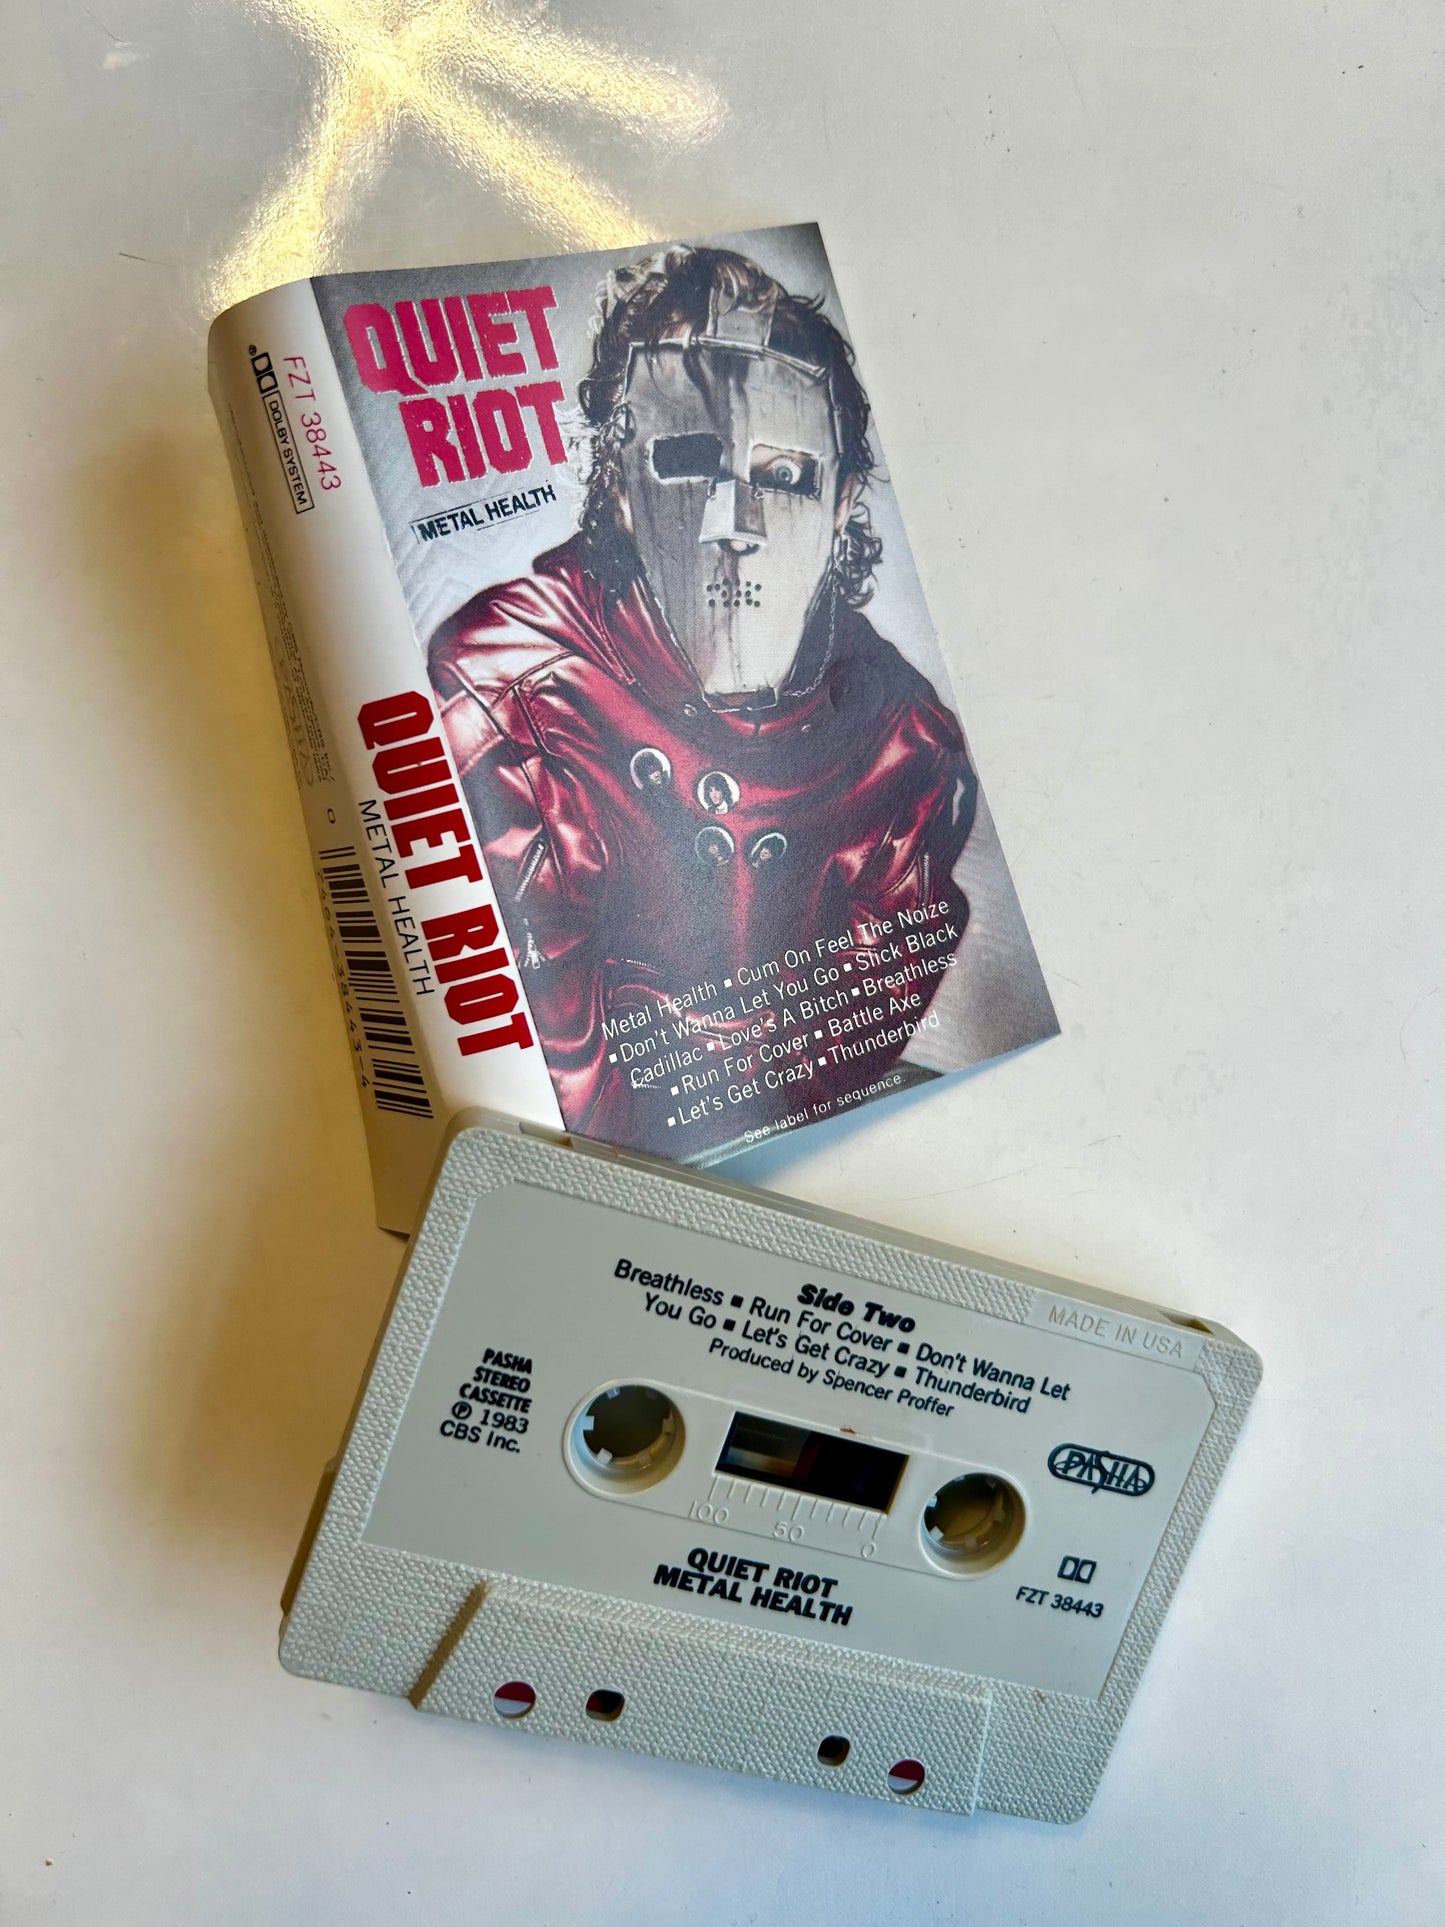 QUIET
RIOT
METAL HEALTH
Metal Health ▪ Cum On Feel The Noize
▪ Don't Wanna Let You Go ▪ Slick Black
Cadillac ▪ Love's A Bitch ▪ Breathless
▪ Run For Cover ▪ Battle Axe
▪ Let's Get Crazy ▪ Thunderbird
See label for sequence.
FZT 38443
DOLBY SYSTEM
®
QUIET RIOT
METAL HEALTH
0
38443-4
Side Two
Breathless ▪ Run For Cover ▪ Don't Wanna Let
You Go ▪ Let's Get Crazy ▪ Thunderbird
Produced by Spencer Proffer
MADE IN USA
PASHA
STEREO
CASSETTE
℗ 1983
CBS Inc.
PASHA
100 50 0
FZT 38443
QUIET RIOT
METAL HEALTH